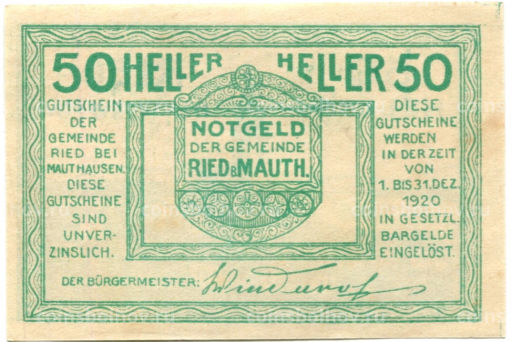 50 HELLER HELLER 50
GUTSCHEIN
DER
GEMEINDE
RIED BEI
MAUTHAUSEN.
DIESE
GUTSCHEINE
SIND
UNVER-
ZINSLICH.
NOTGELD
DER GEMEINDE
RIED B. MAUTH.
DIESE
GUTSCHEINE
WERDEN
IN DER ZEIT
VON
1. BIS 31. DEZ.
1920
IN GESETZL.
BARGELDE
EINGELÖST.
DER BÜRGERMEISTER: